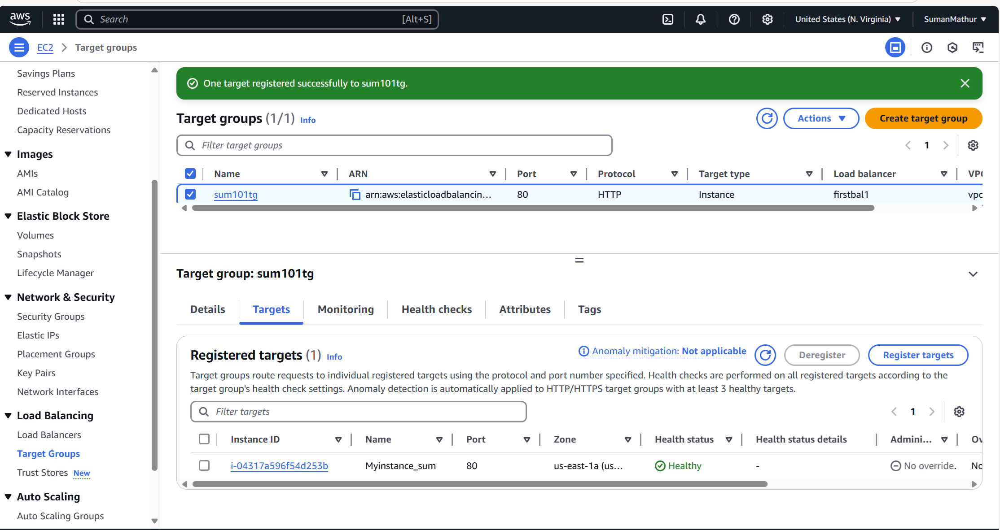 aws
Search [Alt+S]
United States (N. Virginia)
SumanMathur
EC2 > Target groups
Savings Plans
Reserved Instances
Dedicated Hosts
Capacity Reservations
Images
AMIs
AMI Catalog
Elastic Block Store
Volumes
Snapshots
Lifecycle Manager
Network & Security
Security Groups
Elastic IPs
Placement Groups
Key Pairs
Network Interfaces
Load Balancing
Load Balancers
Target Groups
Trust Stores New
Auto Scaling
Auto Scaling Groups
One target registered successfully to sum101tg.
Target groups (1/1) Info
Actions
Create target group
Filter target groups
1
Name ARN Port Protocol Target type Load balancer VPC
sum101tg arn:aws:elasticloadbalancin... 80 HTTP Instance firstbal1 vpc
Target group: sum101tg
Details Targets Monitoring Health checks Attributes Tags
Registered targets (1) Info
Anomaly mitigation: Not applicable
Deregister
Register targets
Target groups route requests to individual registered targets using the protocol and port number specified. Health checks are performed on all registered targets according to the
target group's health check settings. Anomaly detection is automatically applied to HTTP/HTTPS target groups with at least 3 healthy targets.
Filter targets
1
Instance ID Name Port Zone Health status Health status details Admini... Ov
i-04317a596f54d253b Myinstance_sum 80 us-east-1a (us... Healthy - No override. No